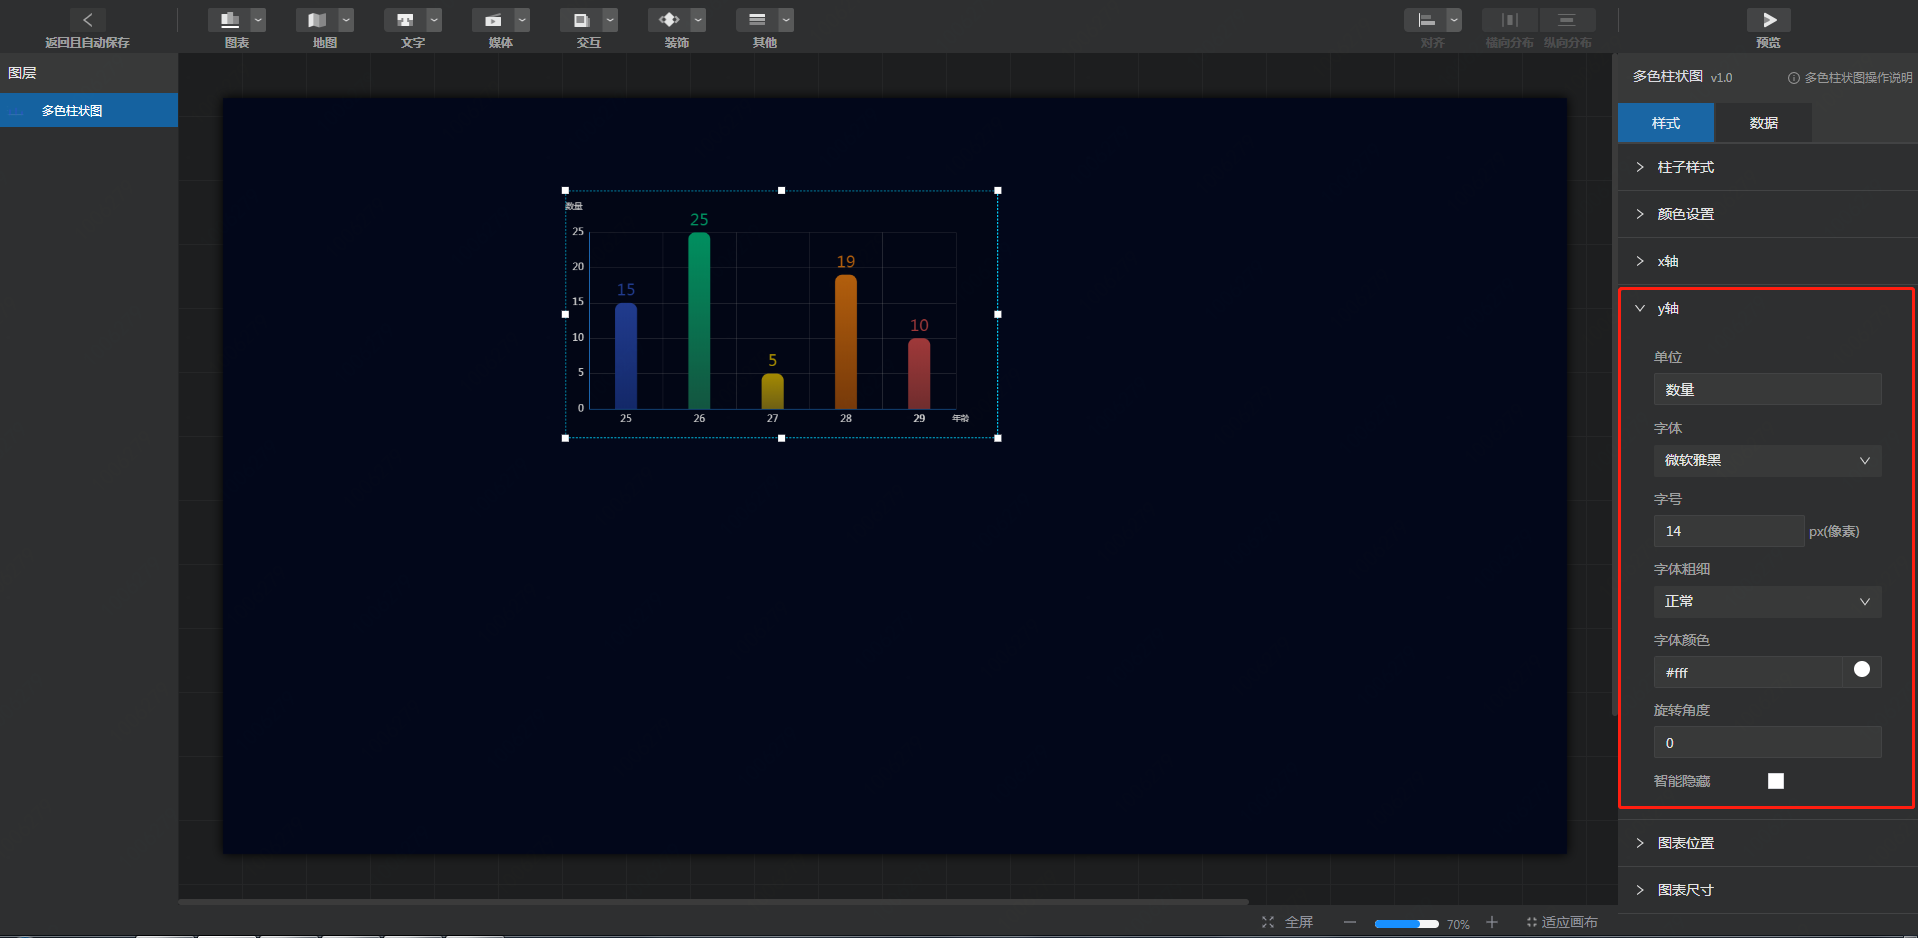 返回且自动保存
图表
地图
文字
媒体
交互
装饰
其他
对齐
横向分布
纵向分布
预览
图层
多色柱状图
数量
25
20
15
10
5
0
15
25
5
19
10
25
26
27
28
29
年龄
多色柱状图 v1.0
多色柱状图操作说明
样式
数据
柱子样式
颜色设置
x轴
y轴
单位
数量
字体
微软雅黑
字号
14
px(像素)
字体粗细
正常
字体颜色
#fff
旋转角度
0
智能隐藏
图表位置
图表尺寸
全屏
70%
适应画布